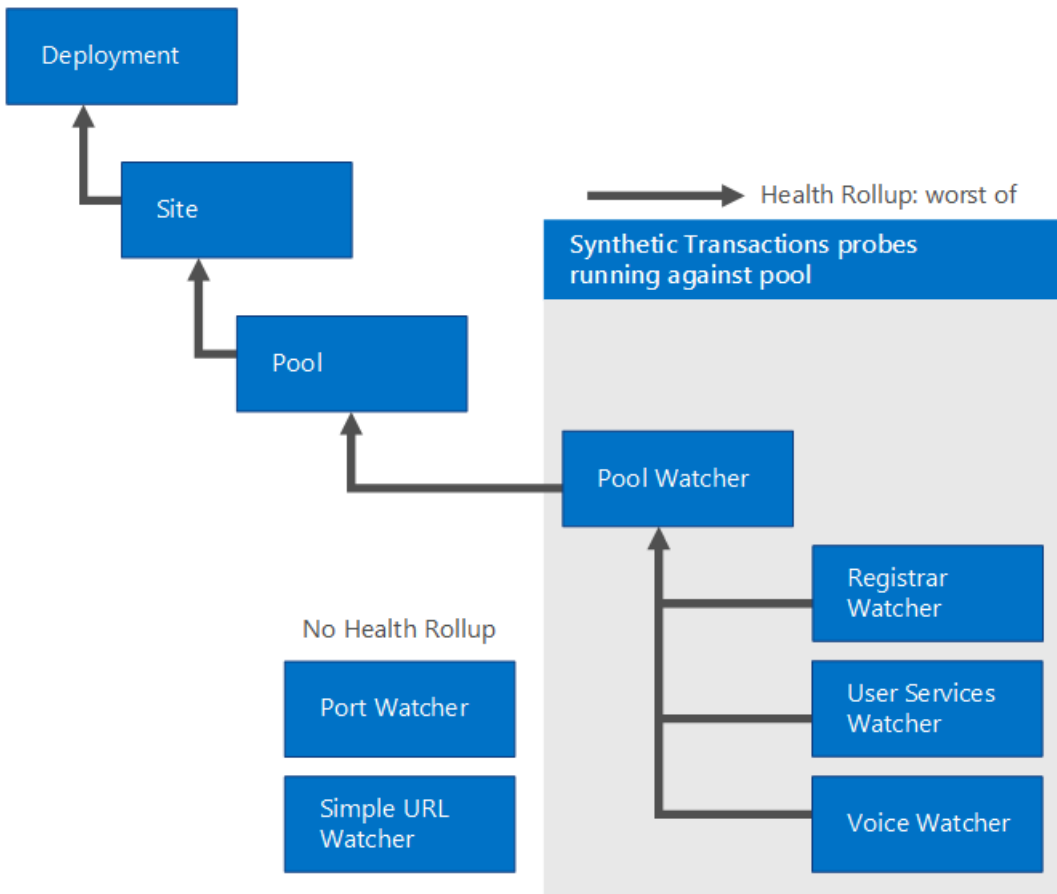 Deployment
Site
Health Rollup: worst of
Synthetic Transactions probes
running against pool
Pool
Pool Watcher
Registrar
Watcher
No Health Rollup
Port Watcher
User Services
Watcher
Simple URL
Watcher
Voice Watcher